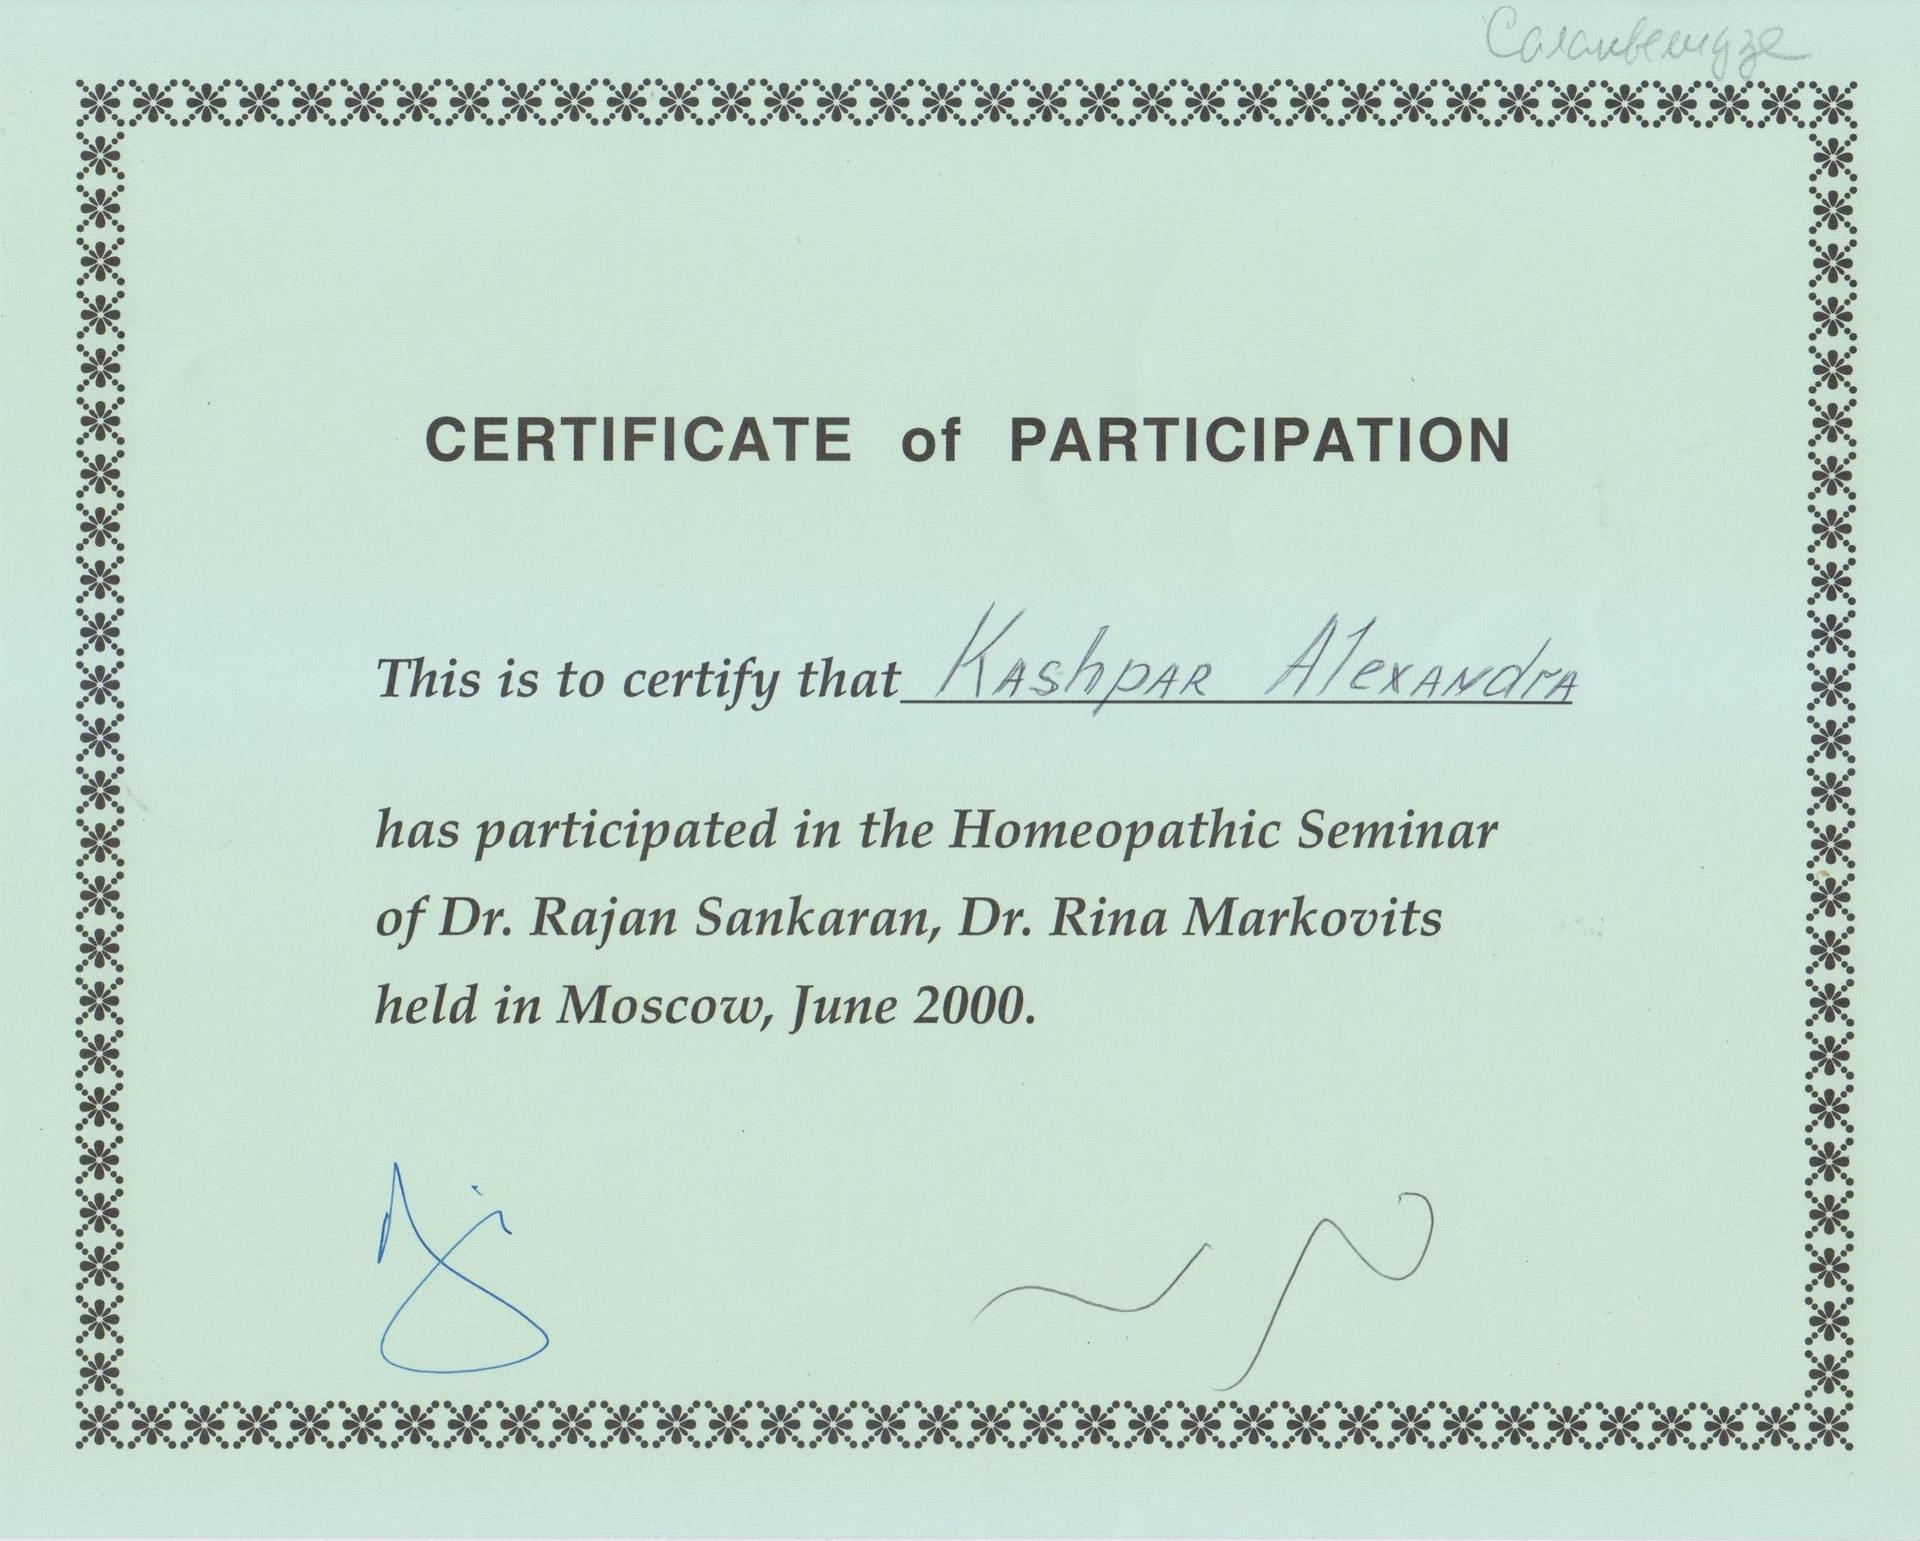 CERTIFICATE of PARTICIPATION
This is to certify that Kashpar Alexandra
has participated in the Homeopathic Seminar
of Dr. Rajan Sankaran, Dr. Rina Markovits
held in Moscow, June 2000.